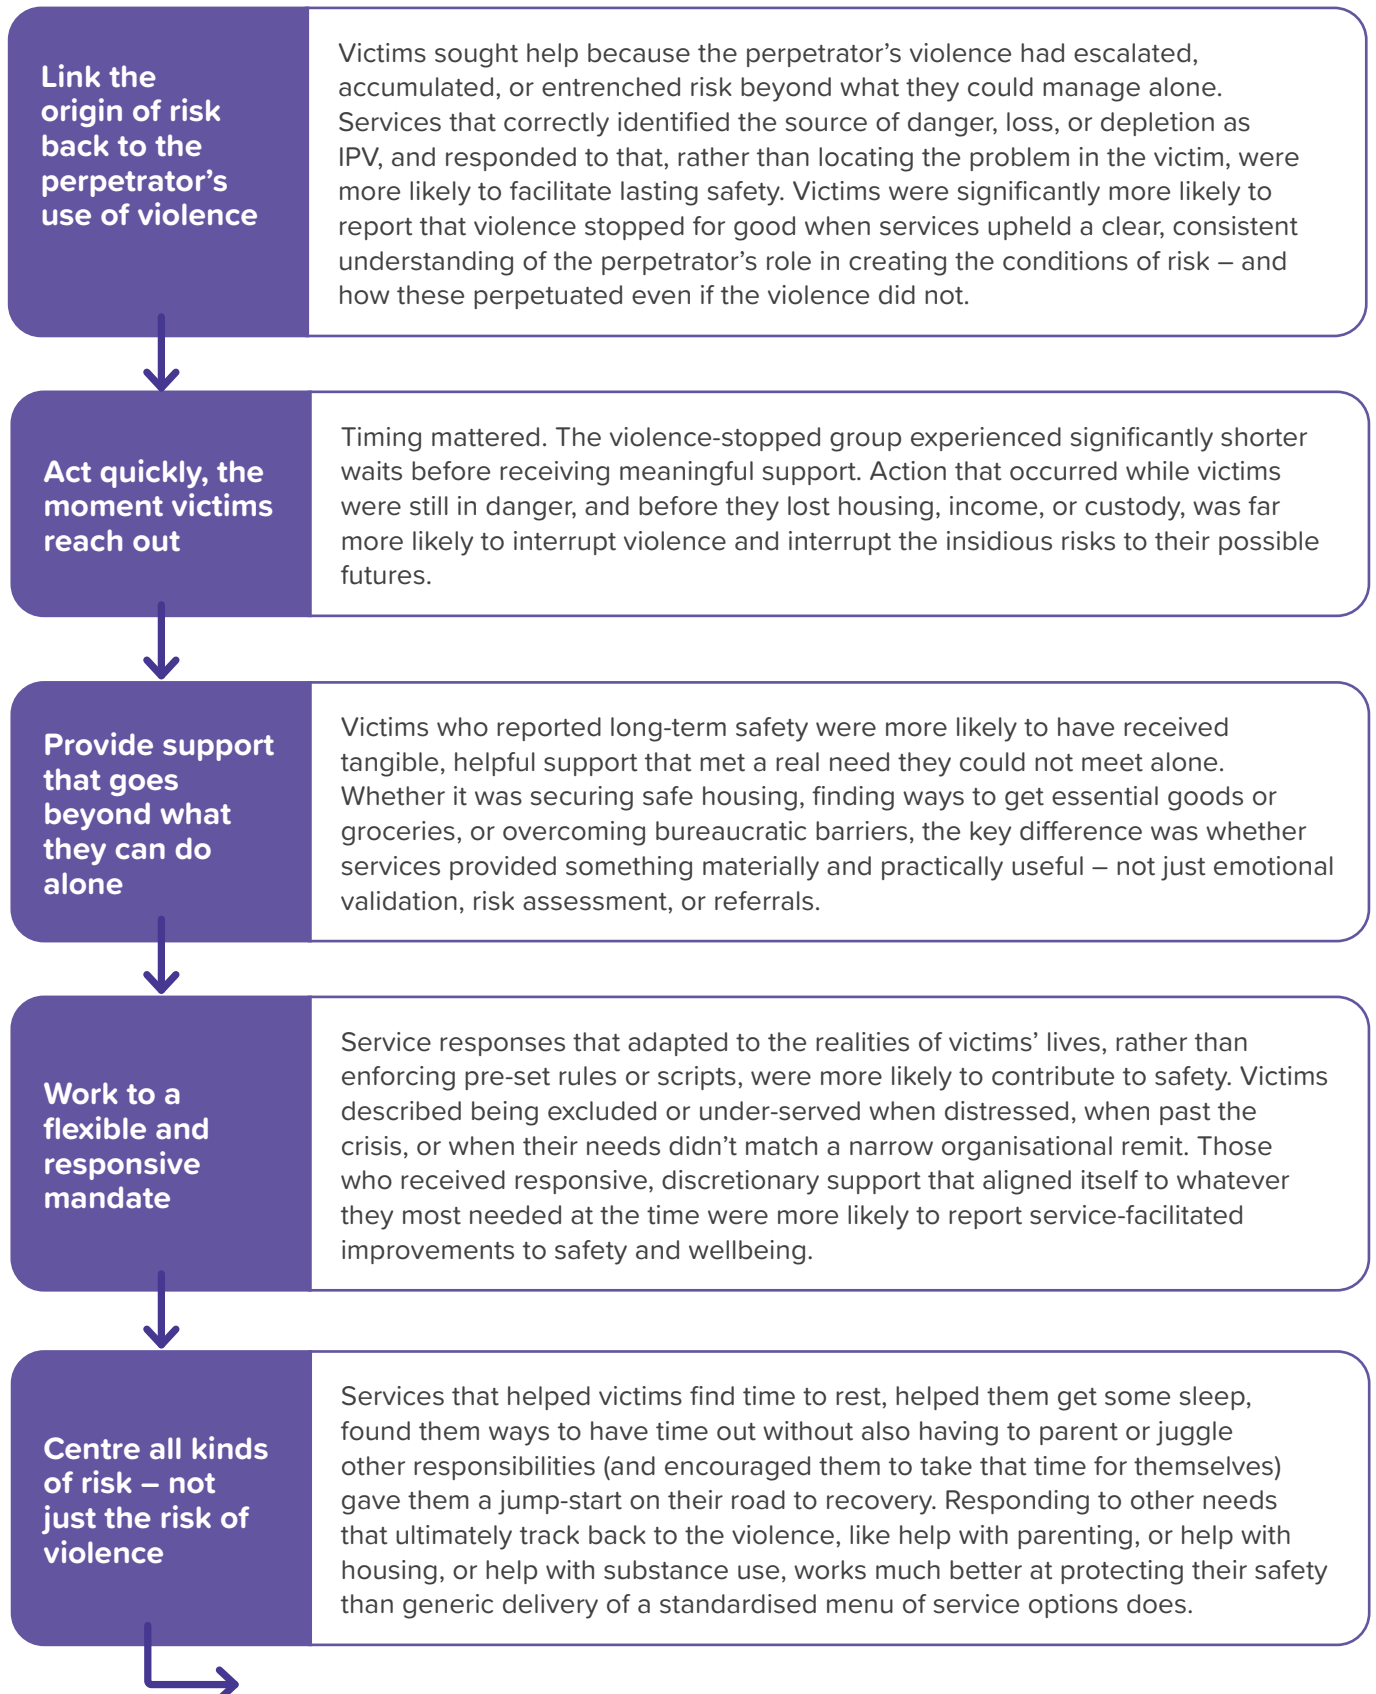 Link the
origin of risk
back to the
perpetrator’s
use of violence
Victims sought help because the perpetrator’s violence had escalated,
accumulated, or entrenched risk beyond what they could manage alone.
Services that correctly identified the source of danger, loss, or depletion as
IPV, and responded to that, rather than locating the problem in the victim, were
more likely to facilitate lasting safety. Victims were significantly more likely to
report that violence stopped for good when services upheld a clear, consistent
understanding of the perpetrator’s role in creating the conditions of risk – and
how these perpetuated even if the violence did not.
Act quickly, the
moment victims
reach out
Timing mattered. The violence-stopped group experienced significantly shorter
waits before receiving meaningful support. Action that occurred while victims
were still in danger, and before they lost housing, income, or custody, was far
more likely to interrupt violence and interrupt the insidious risks to their possible
futures.
Provide support
that goes
beyond what
they can do
alone
Victims who reported long-term safety were more likely to have received
tangible, helpful support that met a real need they could not meet alone.
Whether it was securing safe housing, finding ways to get essential goods or
groceries, or overcoming bureaucratic barriers, the key difference was whether
services provided something materially and practically useful – not just emotional
validation, risk assessment, or referrals.
Work to a
flexible and
responsive
mandate
Service responses that adapted to the realities of victims’ lives, rather than
enforcing pre-set rules or scripts, were more likely to contribute to safety. Victims
described being excluded or under-served when distressed, when past the
crisis, or when their needs didn’t match a narrow organisational remit. Those
who received responsive, discretionary support that aligned itself to whatever
they most needed at the time were more likely to report service-facilitated
improvements to safety and wellbeing.
Centre all kinds
of risk – not
just the risk of
violence
Services that helped victims find time to rest, helped them get some sleep,
found them ways to have time out without also having to parent or juggle
other responsibilities (and encouraged them to take that time for themselves)
gave them a jump-start on their road to recovery. Responding to other needs
that ultimately track back to the violence, like help with parenting, or help with
housing, or help with substance use, works much better at protecting their safety
than generic delivery of a standardised menu of service options does.